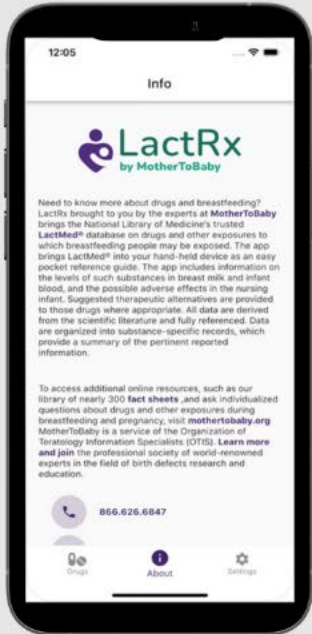 12:05
Info
LactRx
by MotherToBaby
Need to know more about drugs and breastfeeding?
LactRx brought to you by the experts at MotherToBaby
brings the National Library of Medicine's trusted
LactMed® database on drugs and other exposures to
which breastfeeding people may be exposed. The app
brings LactMed® into your hand-held device as an easy
pocket reference guide. The app includes information on
the levels of such substances in breast milk and infant
blood, and the possible adverse effects in the nursing
infant. Suggested therapeutic alternatives are provided
to those drugs where appropriate. All data are derived
from the scientific literature and fully referenced. Data
are organized into substance-specific records, which
provide a summary of the pertinent reported
information.
To access additional online resources, such as our
library of nearly 300 fact sheets ,and ask individualized
questions about drugs and other exposures during
breastfeeding and pregnancy, visit mothertobaby.org
MotherToBaby is a service of the Organization of
Teratology Information Specialists (OTIS). Learn more
and join the professional society of world-renowned
experts in the field of birth defects research and
education.
866.626.6847
Drugs
About
Settings